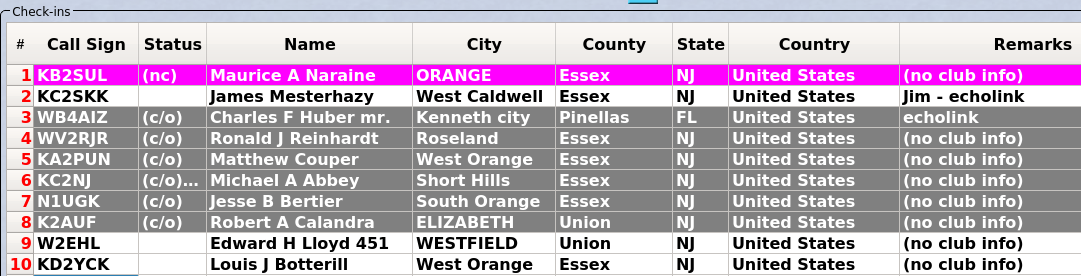 Check-ins
# Call Sign Status Name City County State Country Remarks
1 KB2SUL (nc) Maurice A Naraine ORANGE Essex NJ United States (no club info)
2 KC2SKK James Mesterhazy West Caldwell Essex NJ United States Jim - echolink
3 WB4AIZ (c/o) Charles F Huber mr. Kenneth city Pinellas FL United States echolink
4 WV2RJR (c/o) Ronald J Reinhardt Roseland Essex NJ United States (no club info)
5 KA2PUN (c/o) Matthew Couper West Orange Essex NJ United States (no club info)
6 KC2NJ (c/o)... Michael A Abbey Short Hills Essex NJ United States (no club info)
7 N1UGK (c/o) Jesse B Bertier South Orange Essex NJ United States (no club info)
8 K2AUF (c/o) Robert A Calandra ELIZABETH Union NJ United States (no club info)
9 W2EHL Edward H Lloyd 451 WESTFIELD Union NJ United States (no club info)
10 KD2YCK Louis J Botterill West Orange Essex NJ United States (no club info)